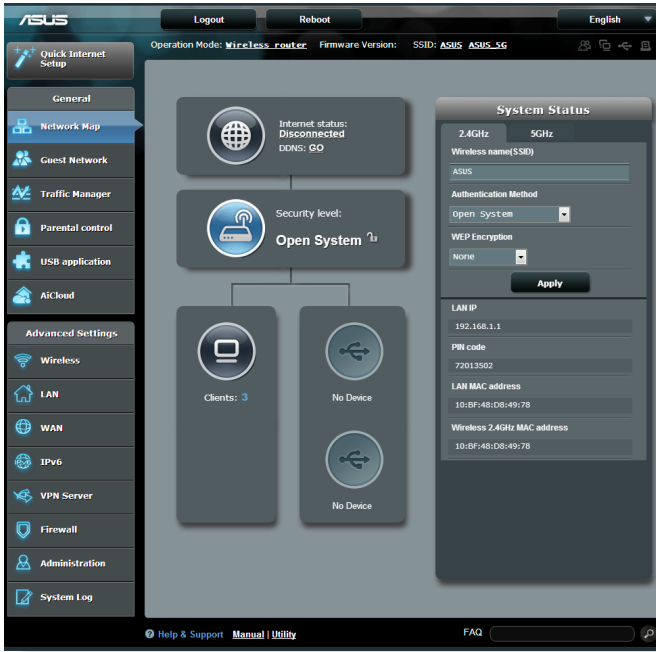 ASUS
Logout
Reboot
English
Operation Mode: Wireless router Firmware Version: SSID: ASUS ASUS_5G
Quick Internet
Setup
General
Network Map
Guest Network
Traffic Manager
Parental control
USB application
AiCloud
Advanced Settings
Wireless
LAN
WAN
IPv6
VPN Server
Firewall
Administration
System Log
Internet status:
Disconnected
DDNS: GO
Security level:
Open System
Clients: 3
No Device
No Device
System Status
2.4GHz
5GHz
Wireless name(SSID)
ASUS
Authentication Method
Open System
WEP Encryption
None
Apply
LAN IP
192.168.1.1
PIN code
72013502
LAN MAC address
10:BF:48:D8:49:78
Wireless 2.4GHz MAC address
10:BF:48:D8:49:78
Help & Support Manual | Utility
FAQ